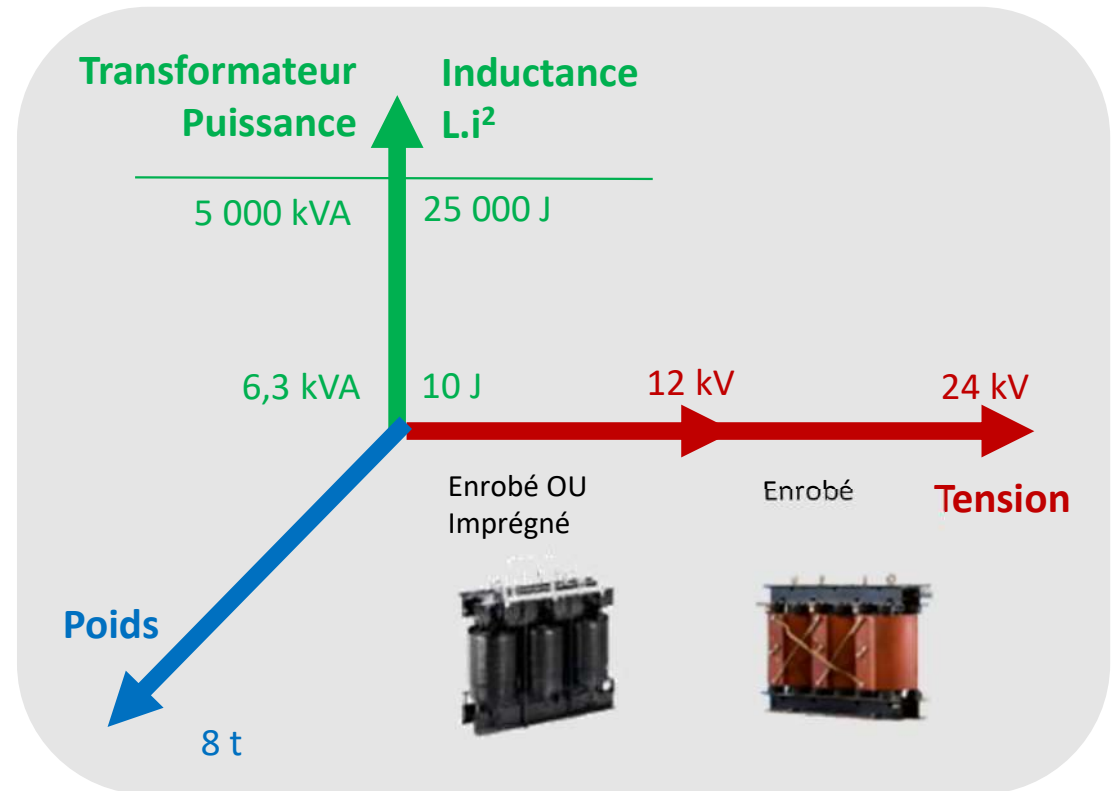 Transformateur
Puissance
Inductance
L.i²
5 000 kVA
25 000 J
6,3 kVA
10 J
12 kV
24 kV
Enrobé OU
Imprégné
Enrobé
Tension
Poids
8 t